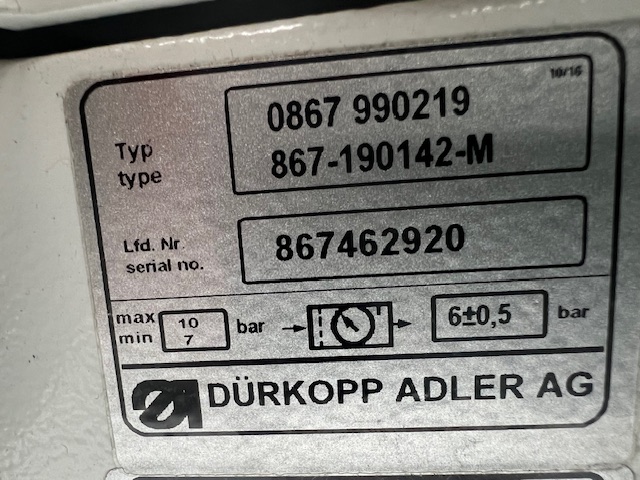 10/16
0867 990219
Typ
type
867-190142-M
Lfd. Nr.
serial no.
867462920
max 10 bar
min 7
6±0,5 bar
DÜRKOPP ADLER AG